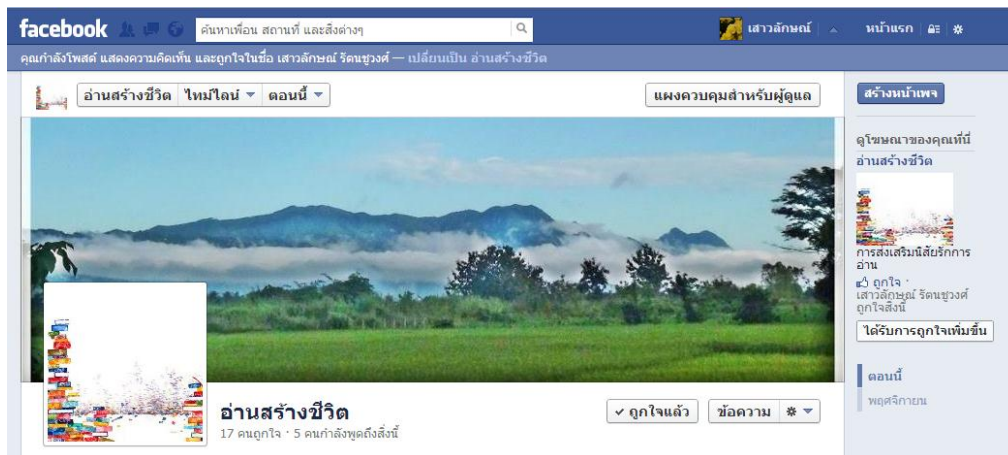 facebook ค้นหาเพื่อน สถานที่ และสิ่งต่างๆ เสาวลักษณ์ หน้าแรก
คุณกำลังโพสต์ แสดงความคิดเห็น และถูกใจในชื่อ เสาวลักษณ์ รัตนชูวงศ์ — เปลี่ยนเป็น อ่านสร้างชีวิต
อ่านสร้างชีวิต ไทม์ไลน์ ตอนนี้ แผงควบคุมสำหรับผู้ดูแล
สร้างหน้าเพจ
ดูโฆษณาของคุณที่นี่
อ่านสร้างชีวิต
การส่งเสริมนิสัยรักการ
อ่าน
ถูกใจ ·
เสาวลักษณ์ รัตนชูวงศ์
ถูกใจสิ่งนี้
ได้รับการถูกใจเพิ่มขึ้น
ตอนนี้
พฤศจิกายน
อ่านสร้างชีวิต
17 คนถูกใจ · 5 คนกำลังพูดถึงสิ่งนี้
ถูกใจแล้ว ข้อความ